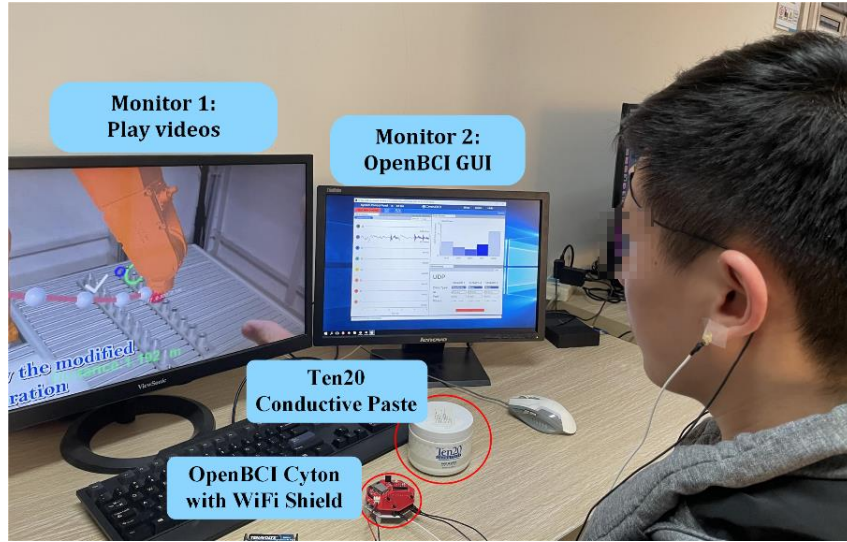 Monitor 1:
Play videos
Monitor 2:
OpenBCI GUI
y the modified
ration
ViewSonic
UDP
Lenovo
Ten20
Conductive Paste
Ten20
OpenBCI Cyton
with WiFi Shield